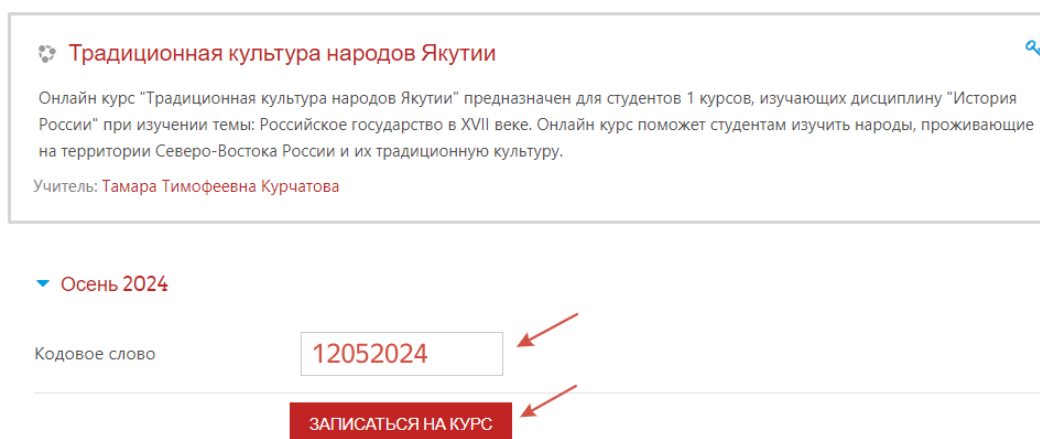 Традиционная культура народов Якутии
Онлайн курс "Традиционная культура народов Якутии" предназначен для студентов 1 курсов, изучающих дисциплину "История
России" при изучении темы: Российское государство в XVII веке. Онлайн курс поможет студентам изучить народы, проживающие
на территории Северо-Востока России и их традиционную культуру.
Учитель: Тамара Тимофеевна Курчатова
Осень 2024
Кодовое слово 12052024
ЗАПИСАТЬСЯ НА КУРС